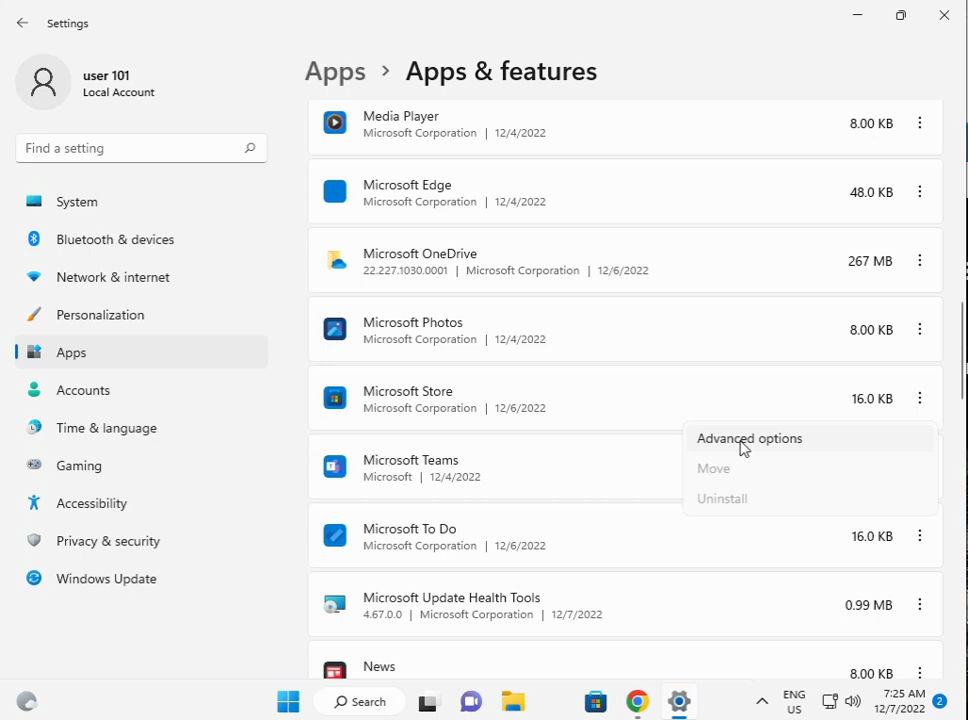 Settings
user 101
Local Account
Find a setting
System
Bluetooth & devices
Network & internet
Personalization
Apps
Accounts
Time & language
Gaming
Accessibility
Privacy & security
Windows Update
Apps > Apps & features
Media Player
Microsoft Corporation | 12/4/2022
8.00 KB
Microsoft Edge
Microsoft Corporation | 12/4/2022
48.0 KB
Microsoft OneDrive
22.227.1030.0001 | Microsoft Corporation | 12/6/2022
267 MB
Microsoft Photos
Microsoft Corporation | 12/4/2022
8.00 KB
Microsoft Store
Microsoft Corporation | 12/6/2022
16.0 KB
Advanced options
Move
Uninstall
Microsoft Teams
Microsoft | 12/4/2022
Microsoft To Do
Microsoft Corporation | 12/6/2022
16.0 KB
Microsoft Update Health Tools
4.67.0.0 | Microsoft Corporation | 12/7/2022
0.99 MB
News
8.00 KB
Search
ENG
US
7:25 AM
12/7/2022
2